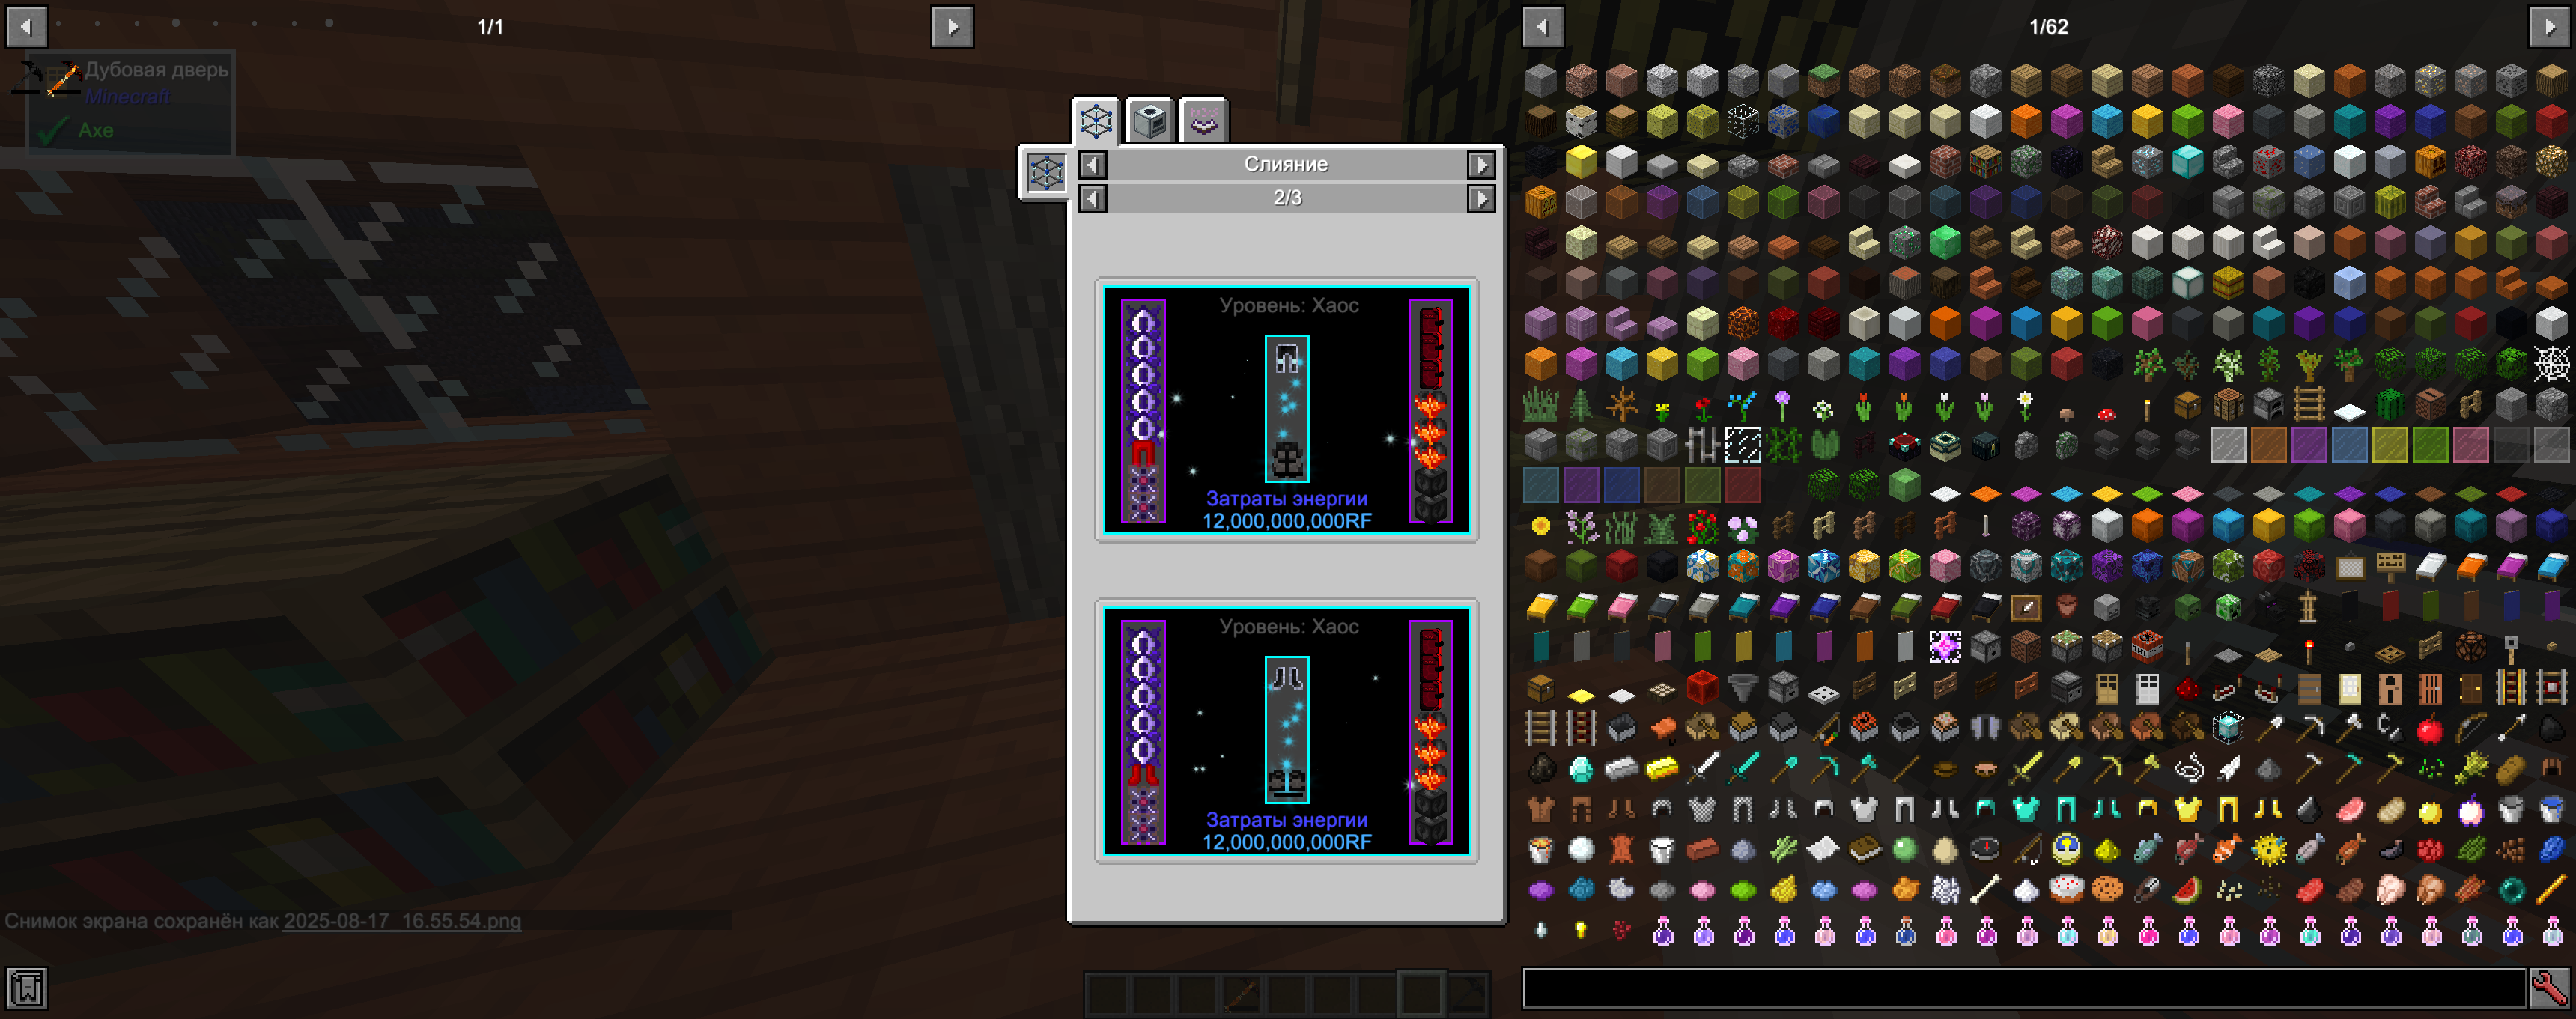 1/1
1/62
Дубовая дверь
Minecraft
Axe
Слияние
2/3
Уровень: Хаос
Затраты энергии
12,000,000,000RF
Уровень: Хаос
Затраты энергии
12,000,000,000RF
Снимок экрана сохранён как 2025-08-17_16.55.54.png